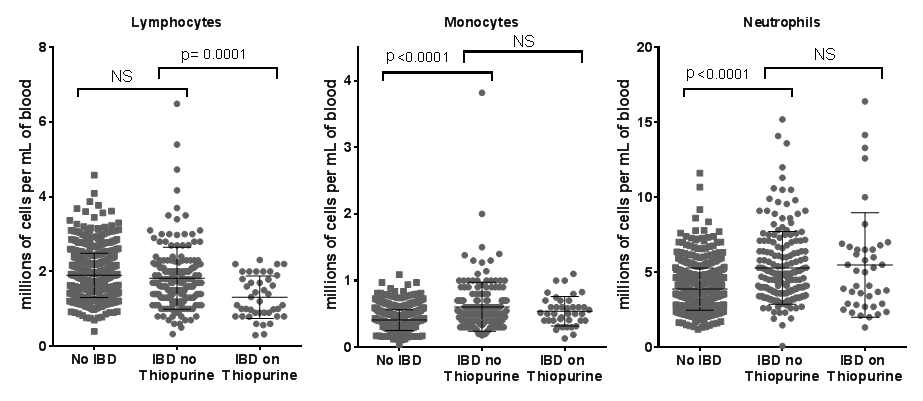 Lymphocytes
millions of cells per mL of blood
8
6
4
2
0
NS
p= 0.0001
No IBD
IBD no
Thiopurine
IBD on
Thiopurine
Monocytes
millions of cells per mL of blood
4
3
2
1
0
p<0.0001
NS
No IBD
IBD no
Thiopurine
IBD on
Thiopurine
Neutrophils
millions of cells per mL of blood
20
15
10
5
0
p<0.0001
NS
No IBD
IBD no
Thiopurine
IBD on
Thiopurine